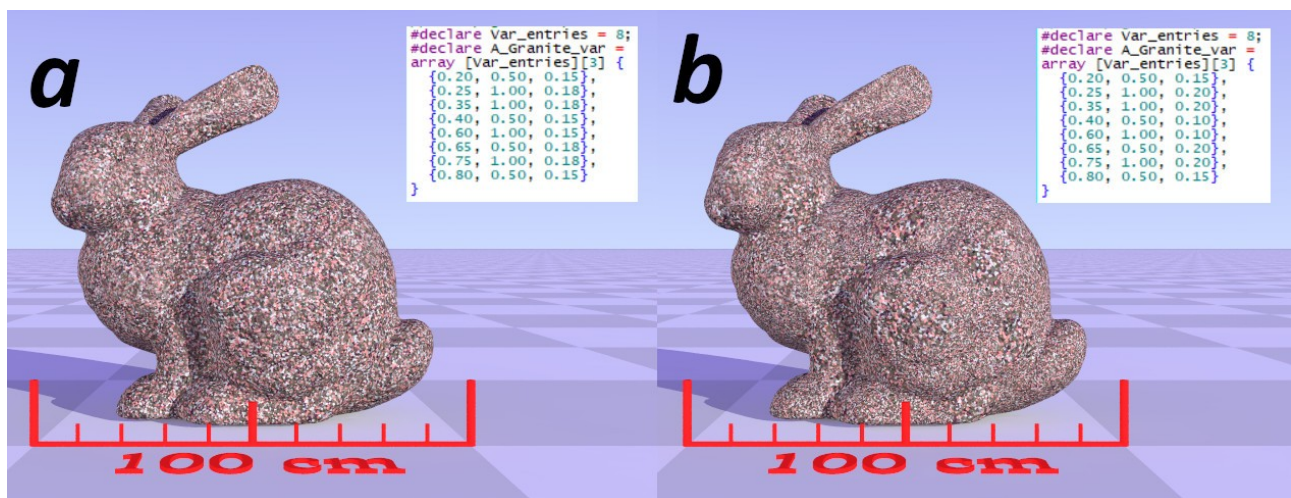 a
#declare Var_entries = 8;
#declare A_Granite_var =
array [Var_entries][3] {
{0.20, 0.50, 0.15},
{0.25, 1.00, 0.18},
{0.35, 1.00, 0.18},
{0.40, 0.50, 0.15},
{0.60, 1.00, 0.15},
{0.65, 0.50, 0.18},
{0.75, 1.00, 0.18},
{0.80, 0.50, 0.15}
}
100 cm
b
#declare Var_entries = 8;
#declare A_Granite_var =
array [Var_entries][3] {
{0.20, 0.50, 0.15},
{0.25, 1.00, 0.20},
{0.35, 1.00, 0.20},
{0.40, 0.50, 0.10},
{0.60, 1.00, 0.10},
{0.65, 0.50, 0.20},
{0.75, 1.00, 0.20},
{0.80, 0.50, 0.15}
}
100 cm